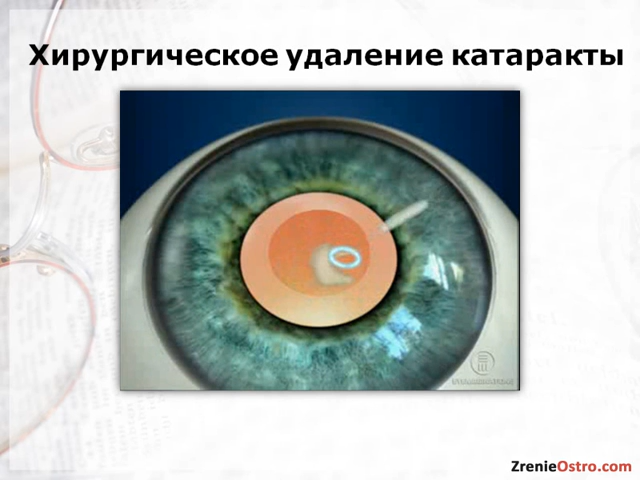 Хирургическое удаление катаракты
ZrenieOstro.com